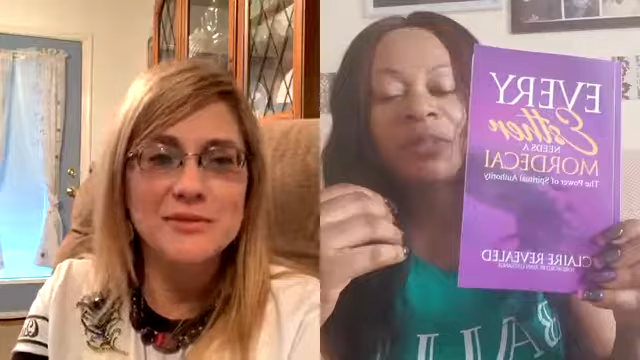 EVERY
Esther
NEEDS A
MORDECAI
The Power of Spiritual Authority
CLAIRE REVEALED